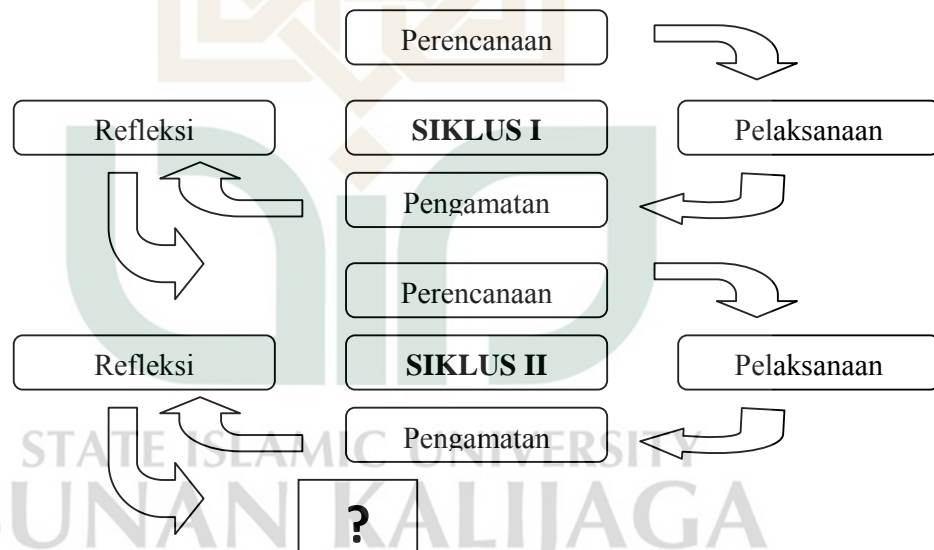 Perencanaan
Refleksi
SIKLUS I
Pelaksanaan
Pengamatan
Perencanaan
Refleksi
SIKLUS II
Pelaksanaan
Pengamatan
?
STATE ISLAMIC UNIVERSITY
SUNAN KALIJAGA